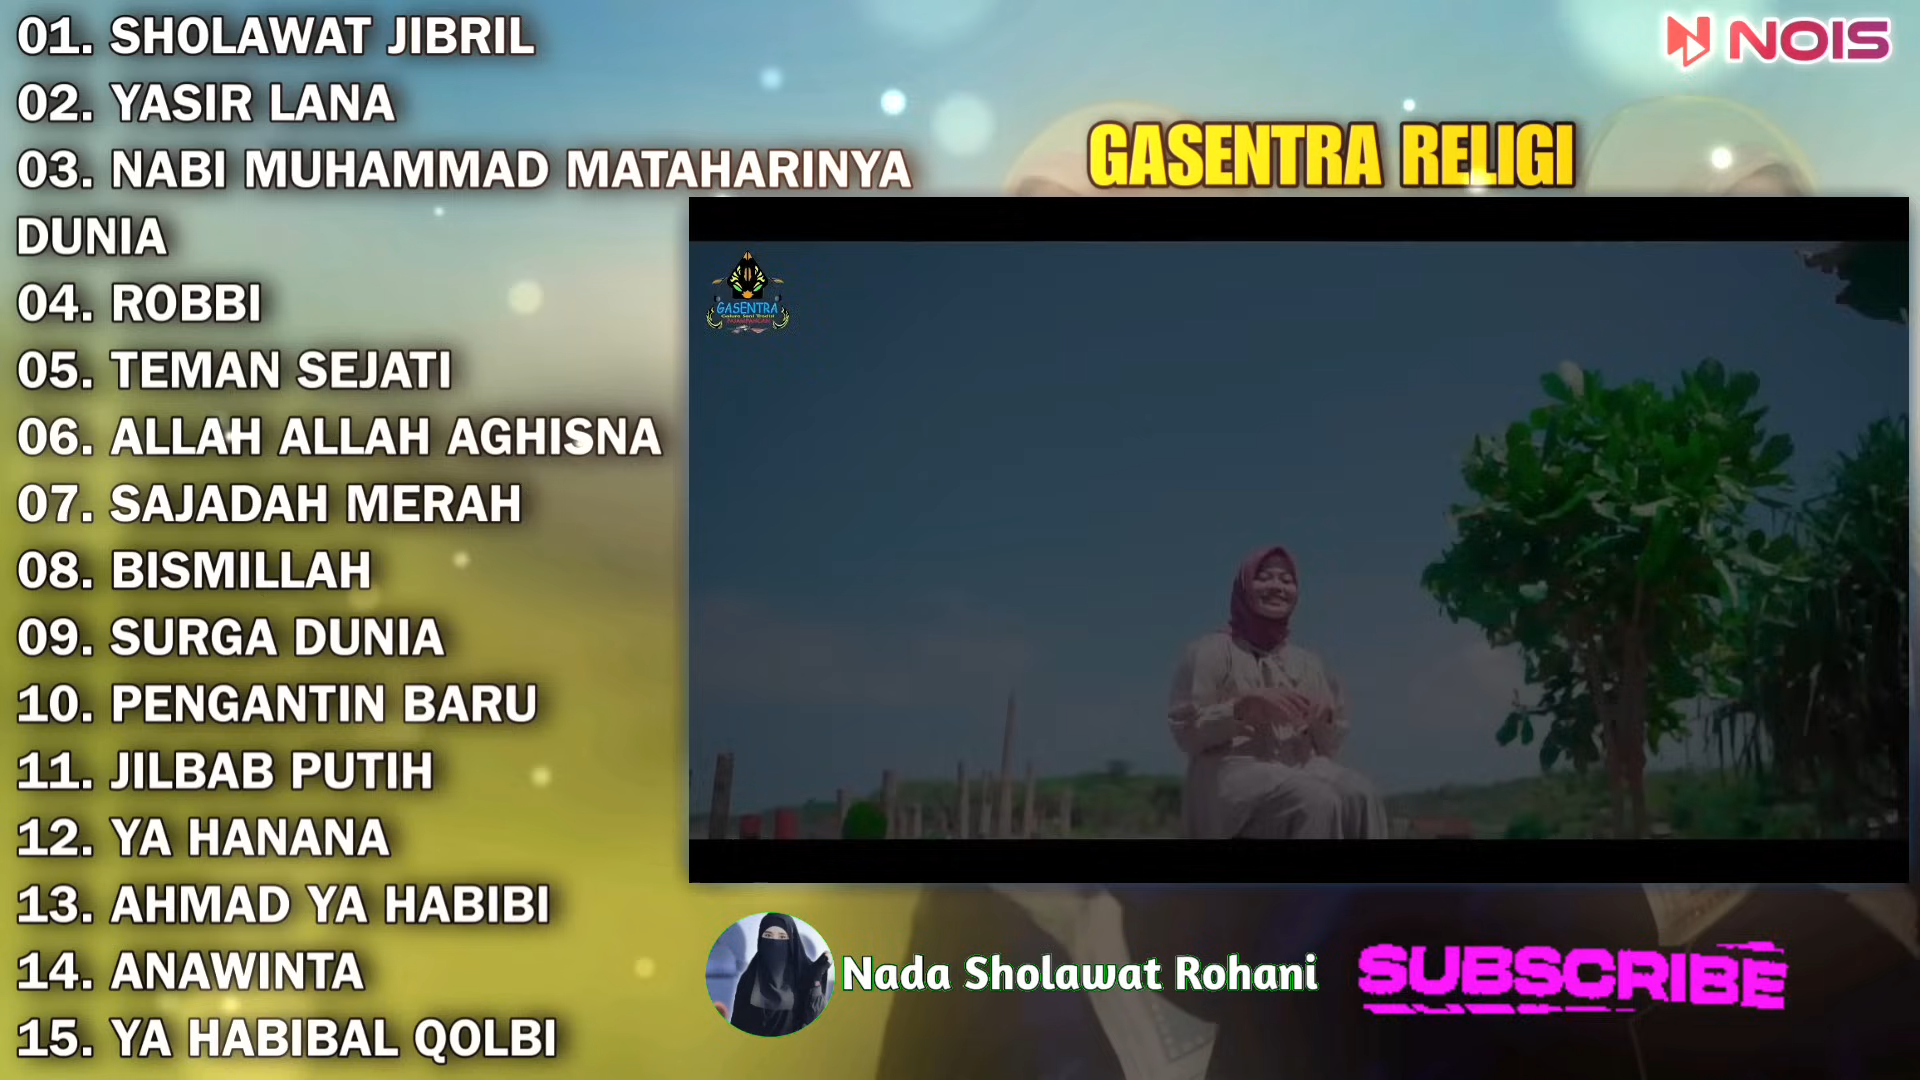 01. SHOLAWAT JIBRIL
02. YASIR LANA
03. NABI MUHAMMAD MATAHARINYA
DUNIA
04. ROBBI
05. TEMAN SEJATI
06. ALLAH ALLAH AGHISNA
07. SAJADAH MERAH
08. BISMILLAH
09. SURGA DUNIA
10. PENGANTIN BARU
11. JILBAB PUTIH
12. YA HANANA
13. AHMAD YA HABIBI
14. ANAWINTA
15. YA HABIBAL QOLBI
NOIS
GASENTRA RELIGI
GASENTRA
Nada Sholawat Rohani
SUBSCRIBE